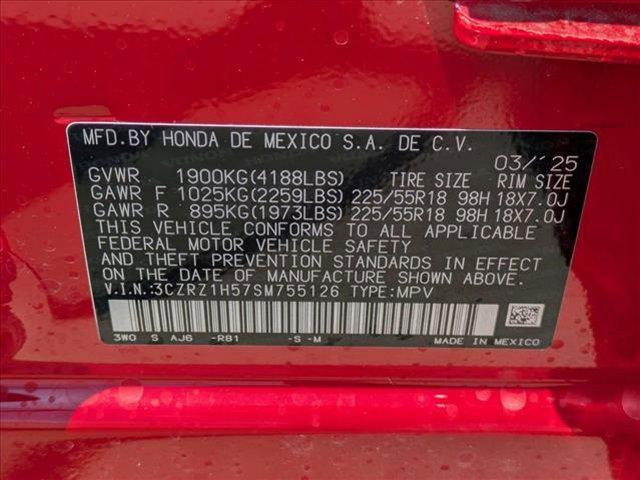 MFD.BY HONDA DE MEXICO S.A. DE C.V.
03/'25
GVWR 1900KG(4188LBS) TIRE SIZE RIM SIZE
GAWR F 1025KG(2259LBS) 225/55R18 98H 18X7.0J
GAWR R 895KG(1973LBS) 225/55R18 98H 18X7.0J
THIS VEHICLE CONFORMS TO ALL APPLICABLE
FEDERAL MOTOR VEHICLE SAFETY
AND THEFT PREVENTION STANDARDS IN EFFECT
ON THE DATE OF MANUFACTURE SHOWN ABOVE.
V.I.N.:3CZRZ1H57SM755126 TYPE:MPV
3W0 S AJ6 -R81 -S -M MADE IN MEXICO